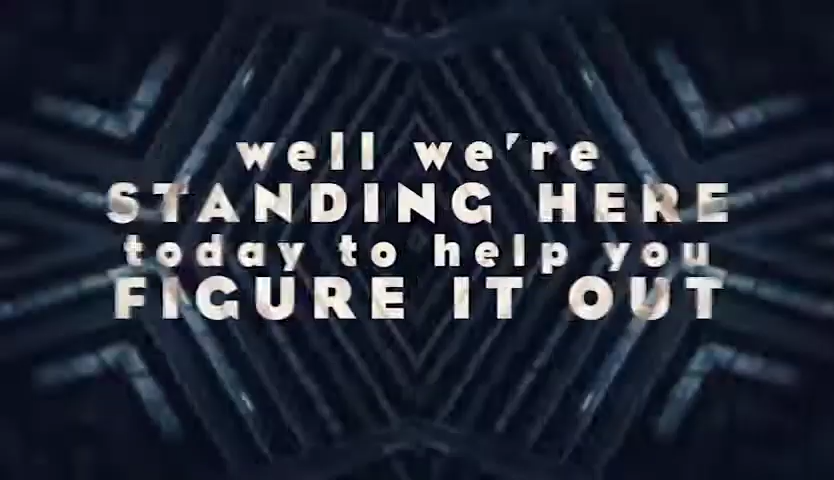 well we're
STANDING HERE
today to help you
FIGURE IT OUT